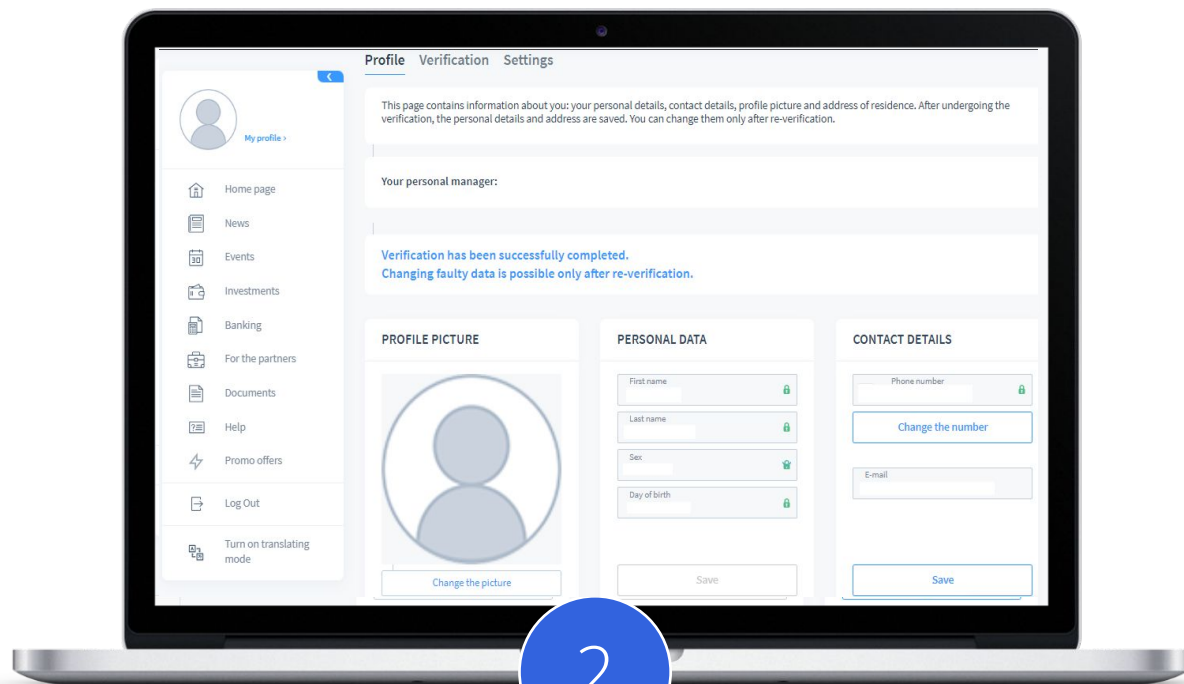 Profile Verification Settings
This page contains information about you: your personal details, contact details, profile picture and address of residence. After undergoing the
verification, the personal details and address are saved. You can change them only after re-verification.
My profile >
Your personal manager:
Home page
News
30
Events
Investments
Banking
For the partners
Documents
Help
Promo offers
Log Out
Turn on translating
mode
Verification has been successfully completed.
Changing faulty data is possible only after re-verification.
PROFILE PICTURE
Change the picture
PERSONAL DATA
First name
Last name
Sex
Day of birth
Save
CONTACT DETAILS
Phone number
Change the number
E-mail
Save
2